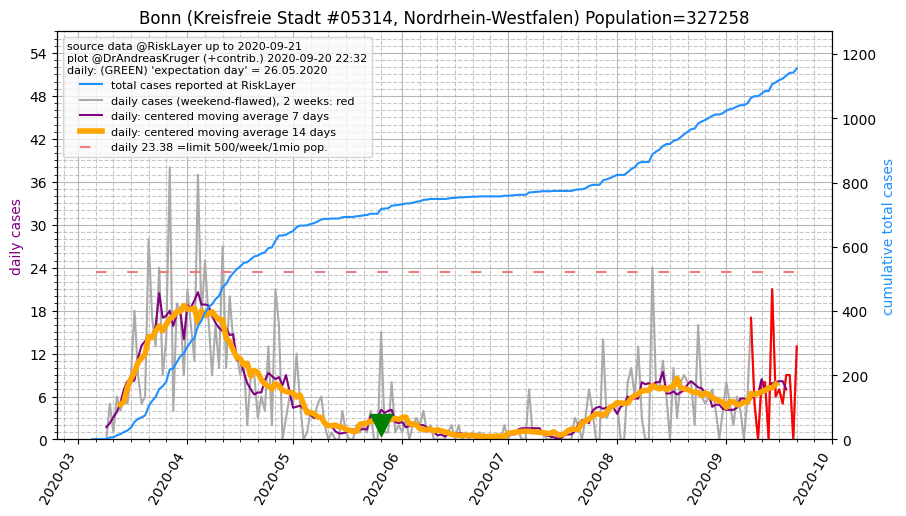 Bonn (Kreisfreie Stadt #05314, Nordrhein-Westfalen) Population=327258
source data @RiskLayer up to 2020-09-21
plot @DrAndreasKruger (+contrib.) 2020-09-20 22:32
daily: (GREEN) 'expectation day' = 26.05.2020
total cases reported at RiskLayer
daily cases (weekend-flawed), 2 weeks: red
daily: centered moving average 7 days
daily: centered moving average 14 days
daily 23.38 =limit 500/week/1mio pop.
daily cases
54
48
42
36
30
24
18
12
6
0
1200
1000
800
600
400
200
0
cumulative total cases
2020-03
2020-04
2020-05
2020-06
2020-07
2020-08
2020-09
2020-10